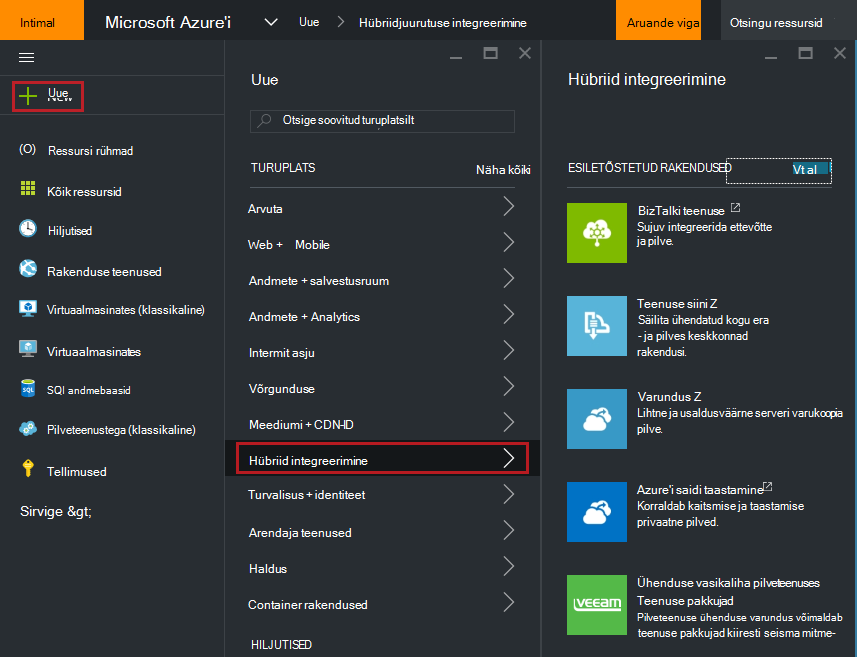 Intimal
Microsoft Azure'i
Uue
Hübriidjuurutuse integreerimine
Aruande viga
Otsingu ressursid
Uue
New
Ressursi rühmad
Kõik ressursid
Hiljutised
Rakenduse teenused
Virtuaalmasinates (klassikaline)
Virtuaalmasinates
SQL
SQl andmebaasid
Pilveteenustega (klassikaline)
Tellimused
Sirvige &gt;
Uue
Otsige soovitud turuplatsilt
TURUPLATS
Näha kõiki
Arvuta
Web + Mobile
Andmete + salvestusruum
Andmete + Analytics
Intermit asju
Võrgunduse
Meediumi + CDN-ID
Hübriid integreerimine
Turvalisus + identiteet
Arendaja teenused
Haldus
Container rakendused
HILJUTISED
Hübriid integreerimine
ESILETÕSTETUD RAKENDUSED
Vt al
BizTalki teenuse
Sujuv integreerida ettevõtte
ja pilve.
Teenuse siini Z
Säilita ühendatud kogu era
- ja pilves keskkonnad
rakendusi.
Varundus Z
Lihtne ja usaldusväärne serveri varukoopia
pilve.
Azure'i saidi taastamine
Korraldab kaitsmise ja taastamise
privaatne pilved.
veeam
Ühenduse vasikaliha pilveteenuses
Teenuse pakkujad
Pilveteenuse ühenduse varundus võimaldab
teenuse pakkujad kiiresti seisma mitme-